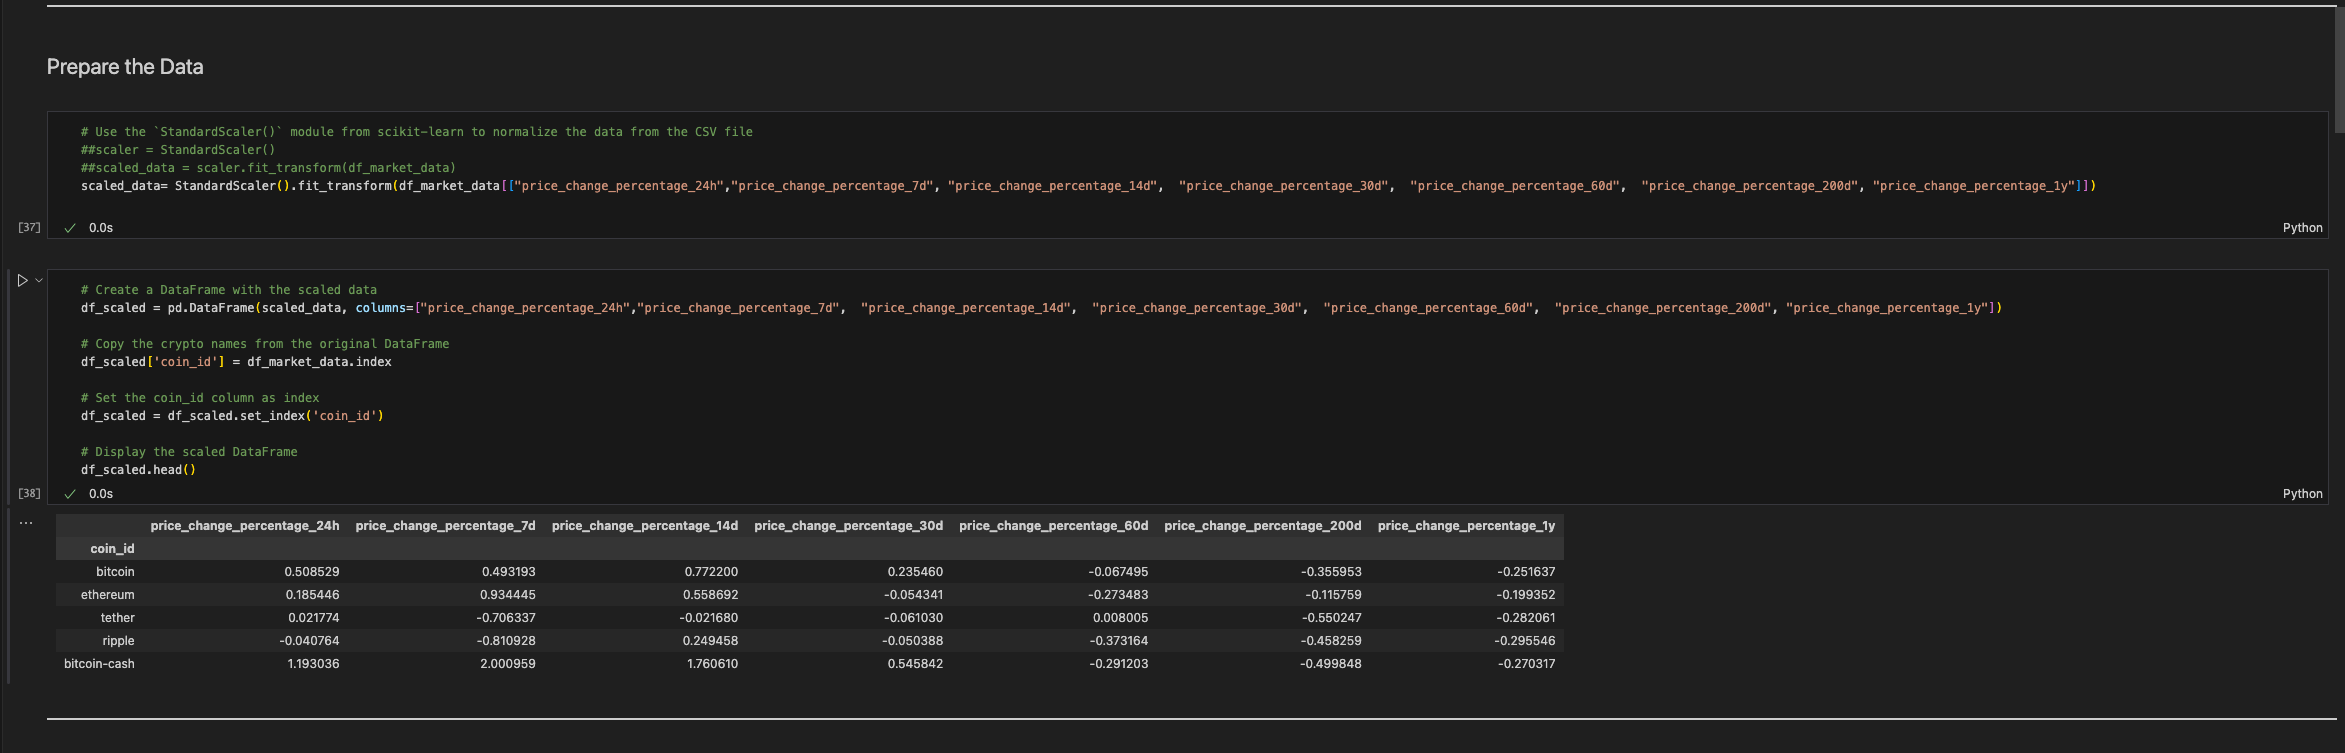 Prepare the Data
# Use the `StandardScaler()` module from scikit-learn to normalize the data from the CSV file
##scaler = StandardScaler()
##scaled_data = scaler.fit_transform(df_market_data)
scaled_data= StandardScaler().fit_transform(df_market_data[["price_change_percentage_24h","price_change_percentage_7d", "price_change_percentage_14d",  "price_change_percentage_30d",  "price_change_percentage_60d",  "price_change_percentage_200d", "price_change_percentage_1y"]])
[37] ✓ 0.0s Python
# Create a DataFrame with the scaled data
df_scaled = pd.DataFrame(scaled_data, columns=["price_change_percentage_24h","price_change_percentage_7d",  "price_change_percentage_14d",  "price_change_percentage_30d",  "price_change_percentage_60d",  "price_change_percentage_200d", "price_change_percentage_1y"])
# Copy the crypto names from the original DataFrame
df_scaled['coin_id'] = df_market_data.index
# Set the coin_id column as index
df_scaled = df_scaled.set_index('coin_id')
# Display the scaled DataFrame
df_scaled.head()
[38] ✓ 0.0s Python
... price_change_percentage_24h price_change_percentage_7d price_change_percentage_14d price_change_percentage_30d price_change_percentage_60d price_change_percentage_200d price_change_percentage_1y
coin_id
bitcoin 0.508529 0.493193 0.772200 0.235460 -0.067495 -0.355953 -0.251637
ethereum 0.185446 0.934445 0.558692 -0.054341 -0.273483 -0.115759 -0.199352
tether 0.021774 -0.706337 -0.021680 -0.061030 0.008005 -0.550247 -0.282061
ripple -0.040764 -0.810928 0.249458 -0.050388 -0.373164 -0.458259 -0.295546
bitcoin-cash 1.193036 2.000959 1.760610 0.545842 -0.291203 -0.499848 -0.270317